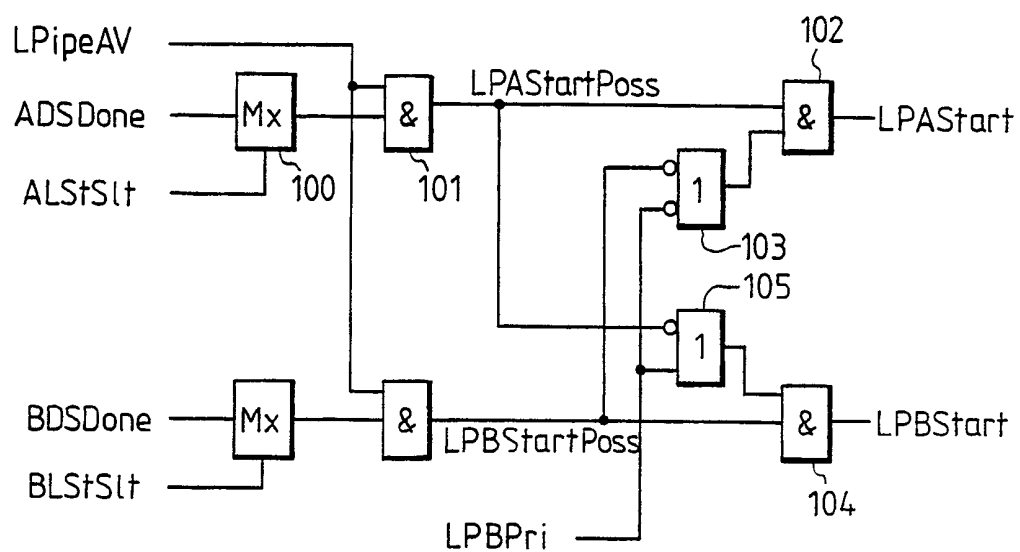 LPipeAV
102
LPAStartPoss
ADSDone
Mx
&
&
LPAStart
ALStSlt
100
101
1
103
105
1
BDSDone
Mx
&
&
LPBStart
LPBStartPoss
BLStSlt
104
LPBPri